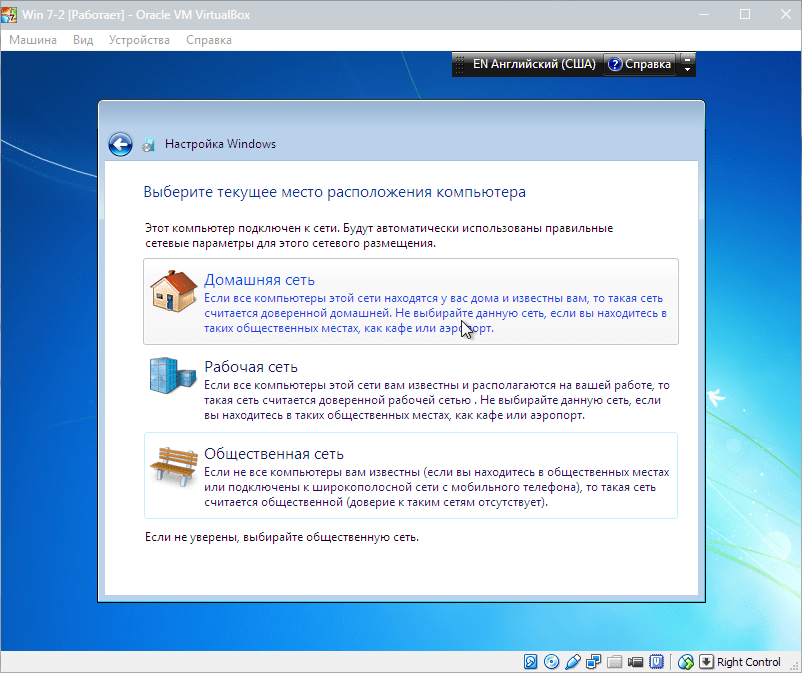 Win 7-2 [Работает] - Oracle VM VirtualBox
Машина Вид Устройства Справка
EN Английский (США) Справка
Настройка Windows
Выберите текущее место расположения компьютера
Этот компьютер подключен к сети. Будут автоматически использованы правильные
сетевые параметры для этого сетевого размещения.
Домашняя сеть
Если все компьютеры этой сети находятся у вас дома и известны вам, то такая сеть
считается доверенной домашней. Не выбирайте данную сеть, если вы находитесь в
таких общественных местах, как кафе или аэропорт.
Рабочая сеть
Если все компьютеры этой сети вам известны и располагаются на вашей работе, то
такая сеть считается доверенной рабочей сетью . Не выбирайте данную сеть, если
вы находитесь в таких общественных местах, как кафе или аэропорт.
Общественная сеть
Если не все компьютеры вам известны (если вы находитесь в общественных местах
или подключены к широкополосной сети с мобильного телефона), то такая сеть
считается общественной (доверие к таким сетям отсутствует).
Если не уверены, выбирайте общественную сеть.
Right Control